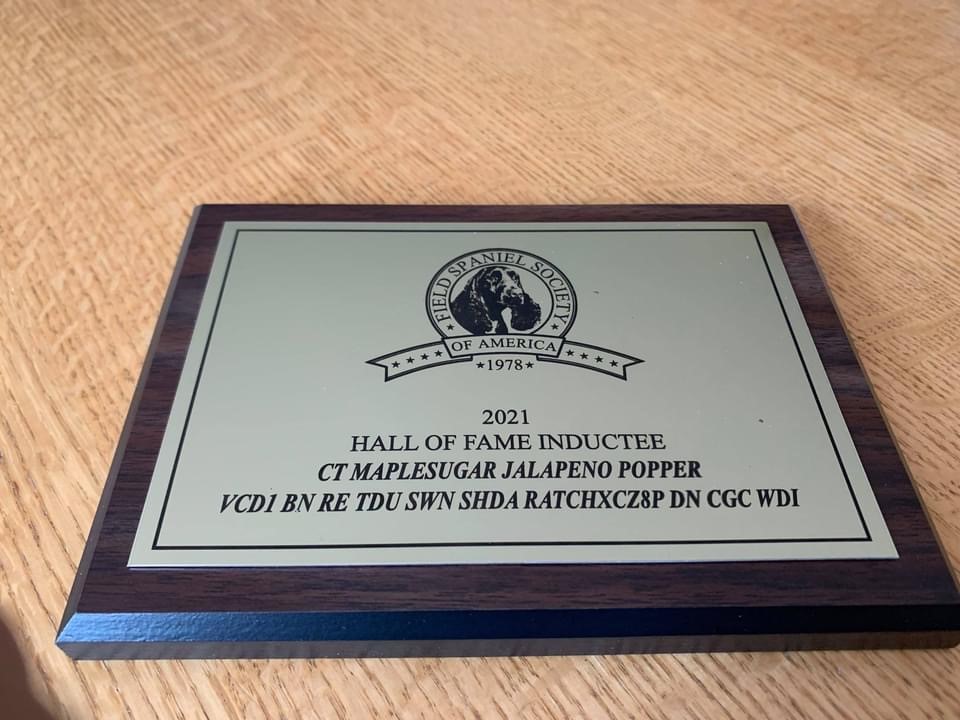 FIELD SPANIEL SOCIETY
OF AMERICA
★1978★
2021
HALL OF FAME INDUCTEE
CT MAPLESUGAR JALAPENO POPPER
VCD1 BN RE TDU SWN SHDA RATCHXCZ8P DN CGC WDI